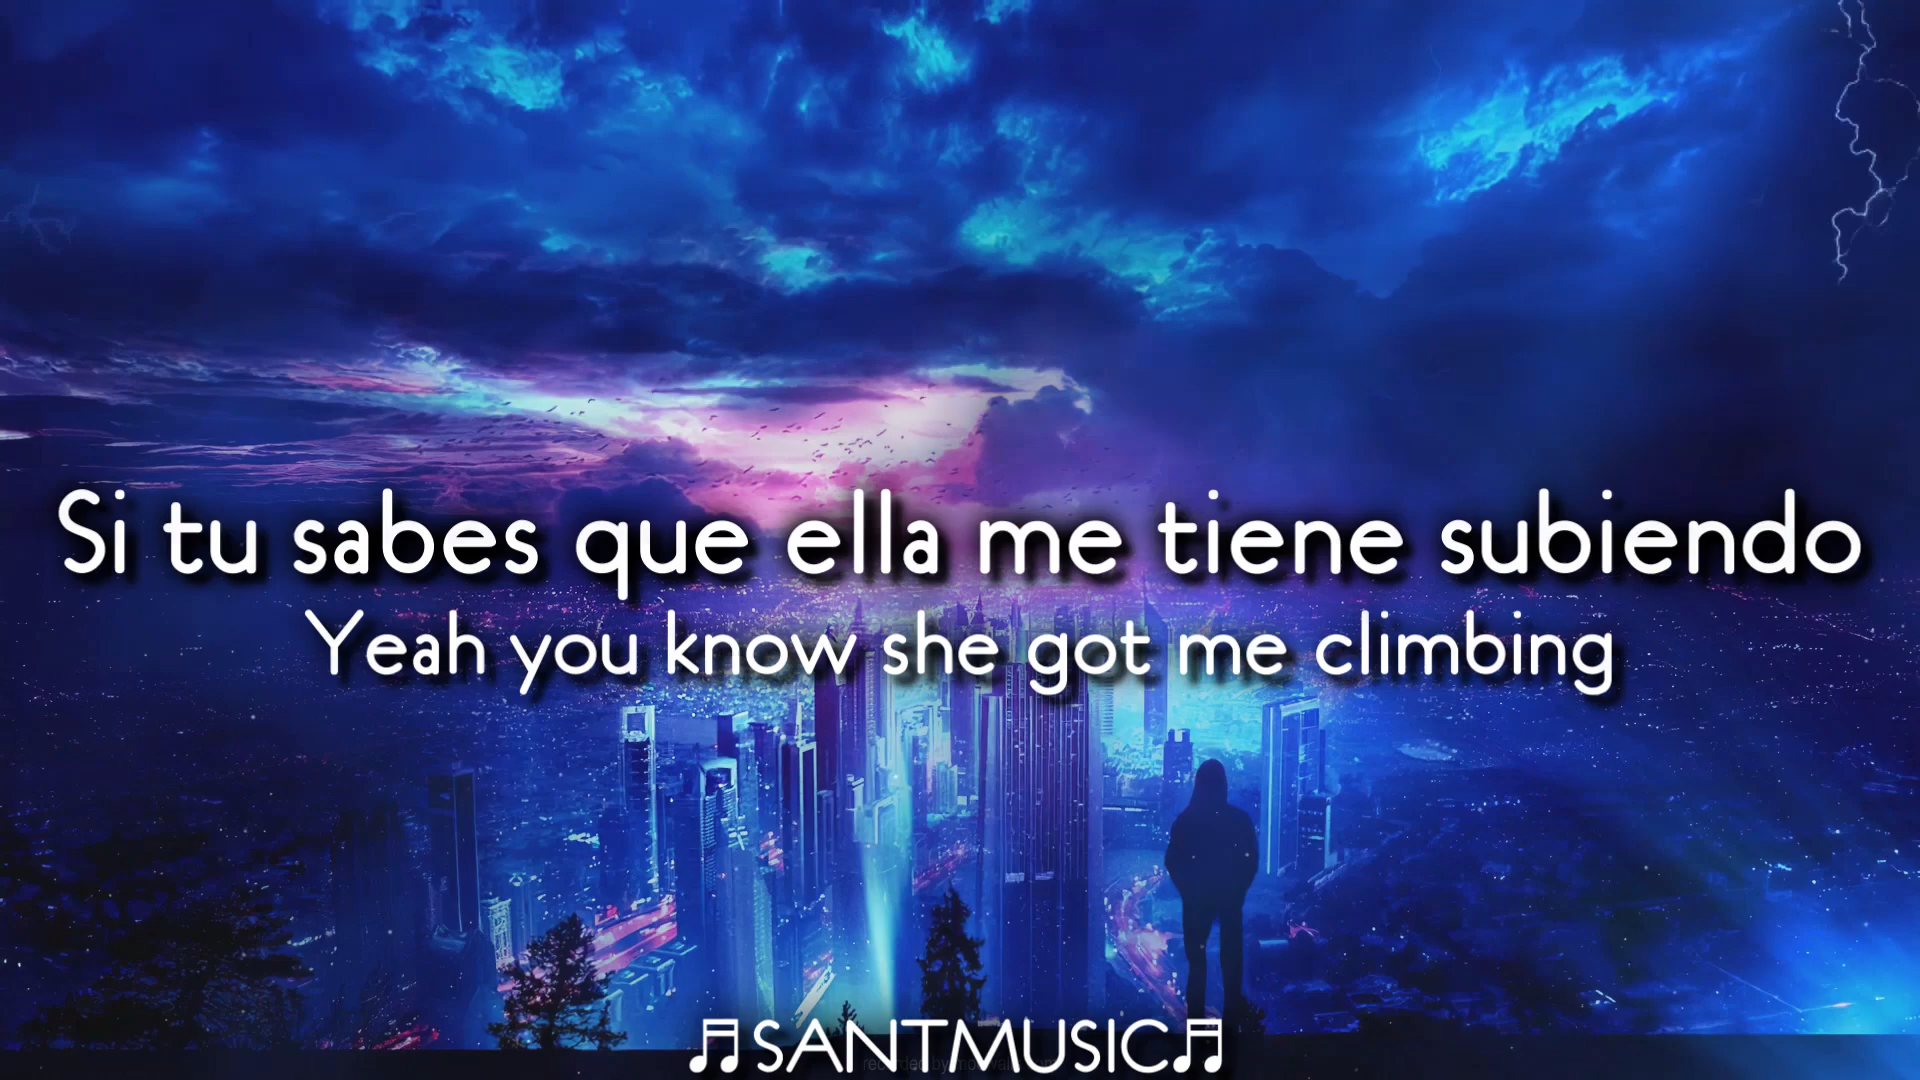 Si tu sabes que ella me tiene subiendo
Yeah you know she got me climbing
♬SANTMUSIC♬